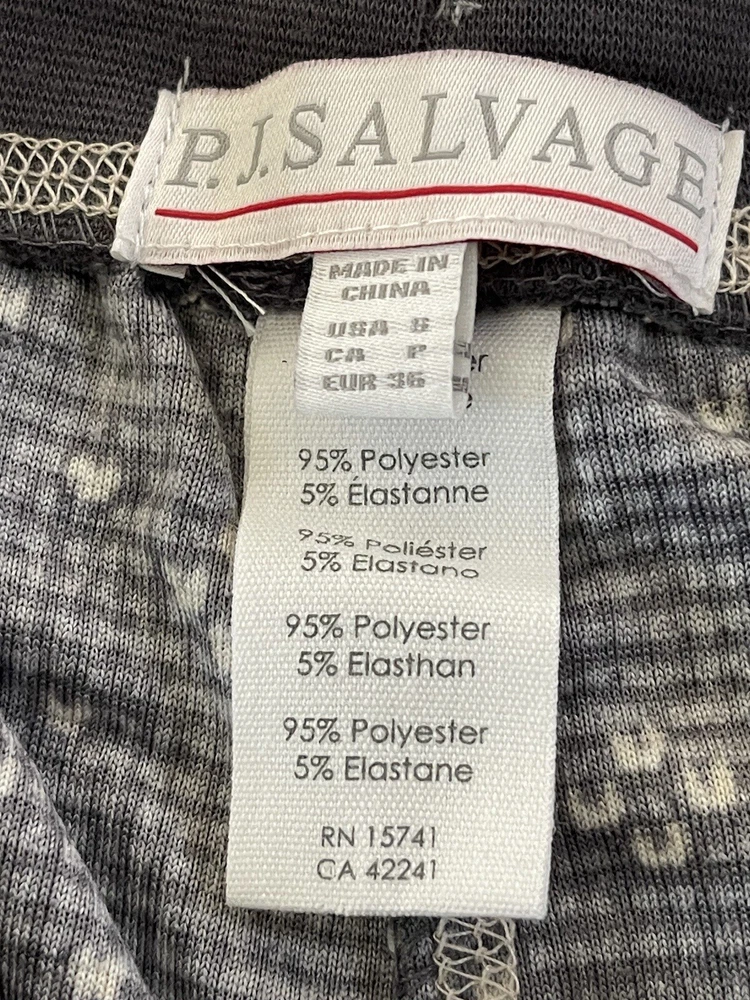 P.J.SALVAGE
MADE IN
CHINA
USA S
CA P
EUR 36
er
e
95% Polyester
5% Élastanne
95% Poliéster
5% Elastano
95% Polyester
5% Elasthan
95% Polyester
5% Elastane
RN 15741
CA 42241